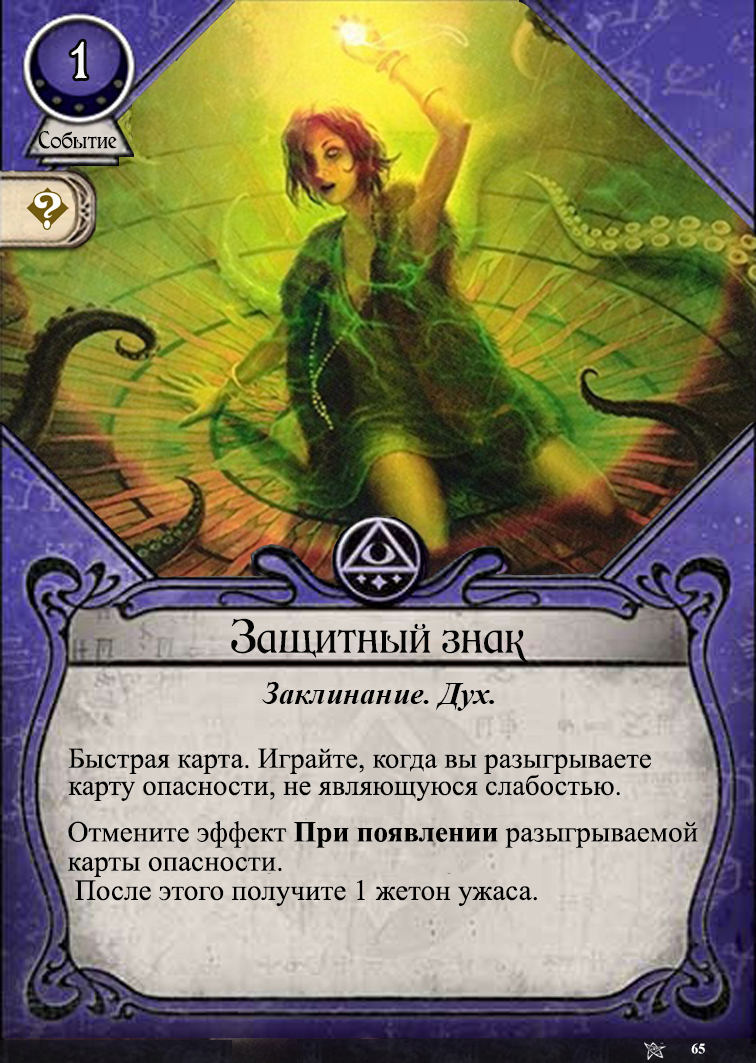 1
Событие
?
Защитный знак
Заклинание. Дух.
Быстрая карта. Играйте, когда вы разыгрываете
карту опасности, не являющуюся слабостью.
Отмените эффект При появлении разыгрываемой
карты опасности.
После этого получите 1 жетон ужаса.
65